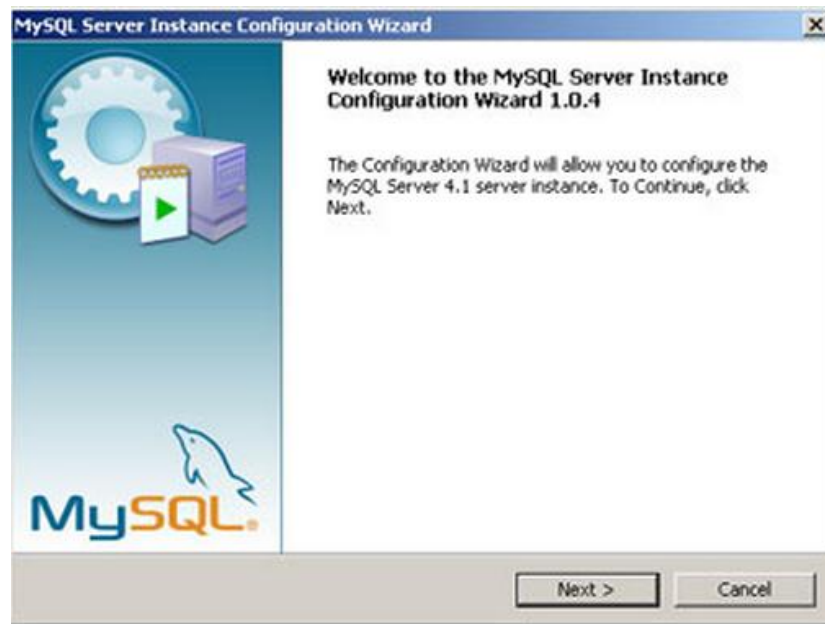 MySQL Server Instance Configuration Wizard
Welcome to the MySQL Server Instance
Configuration Wizard 1.0.4
The Configuration Wizard will allow you to configure the
MySQL Server 4.1 server instance. To Continue, click
Next.
MySQL®
Next >
Cancel